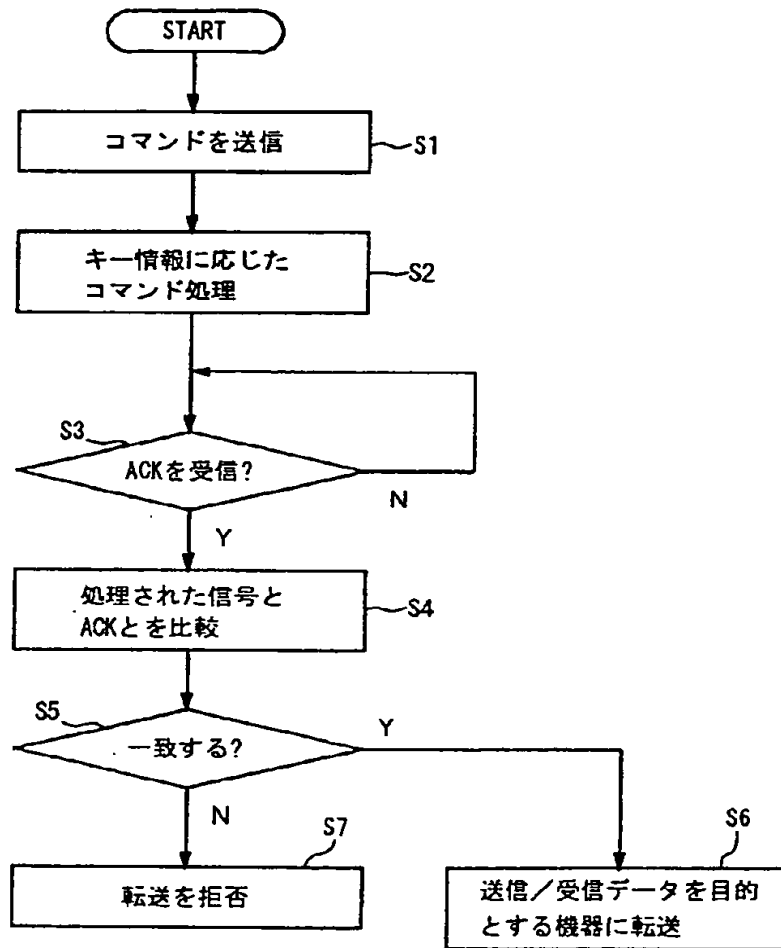 START
コマンドを送信
S1
キー情報に応じた
コマンド処理
S2
S3
ACKを受信?
N
Y
処理された信号と
ACKとを比較
S4
S5
一致する?
Y
N
S7
転送を拒否
S6
送信/受信データを目的
とする機器に転送